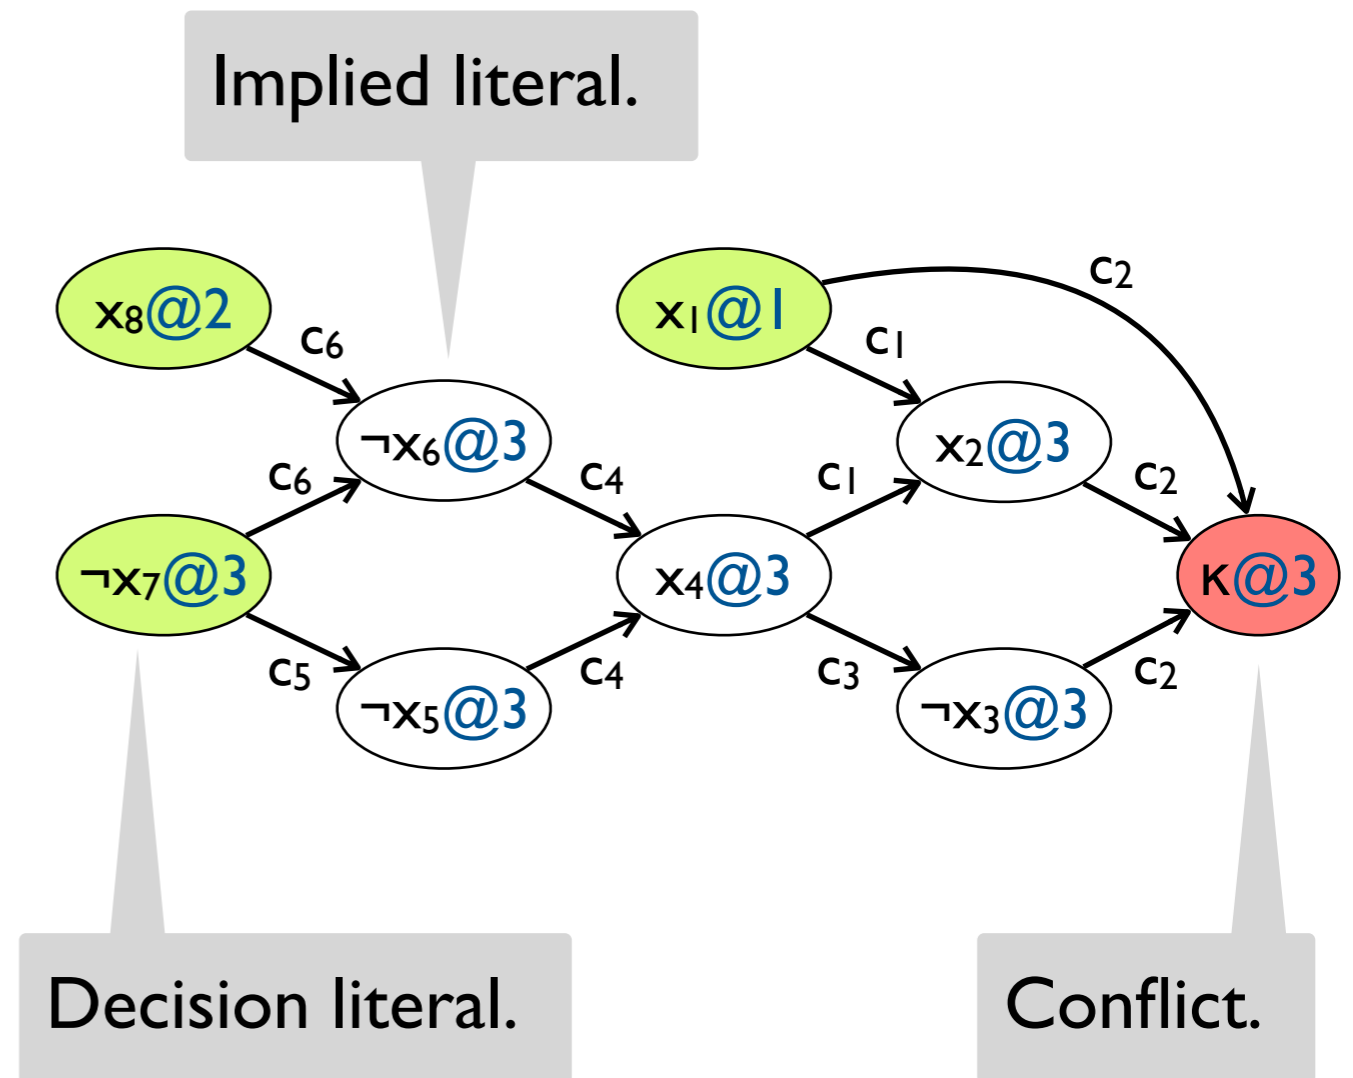 Implied literal.
x₈@2
x₁@1
c₂
c₆
c₁
¬x₆@3
x₂@3
c₆
c₄
c₁
c₂
¬x₇@3
x₄@3
κ@3
c₅
c₄
c₃
c₂
¬x₅@3
¬x₃@3
Decision literal.
Conflict.